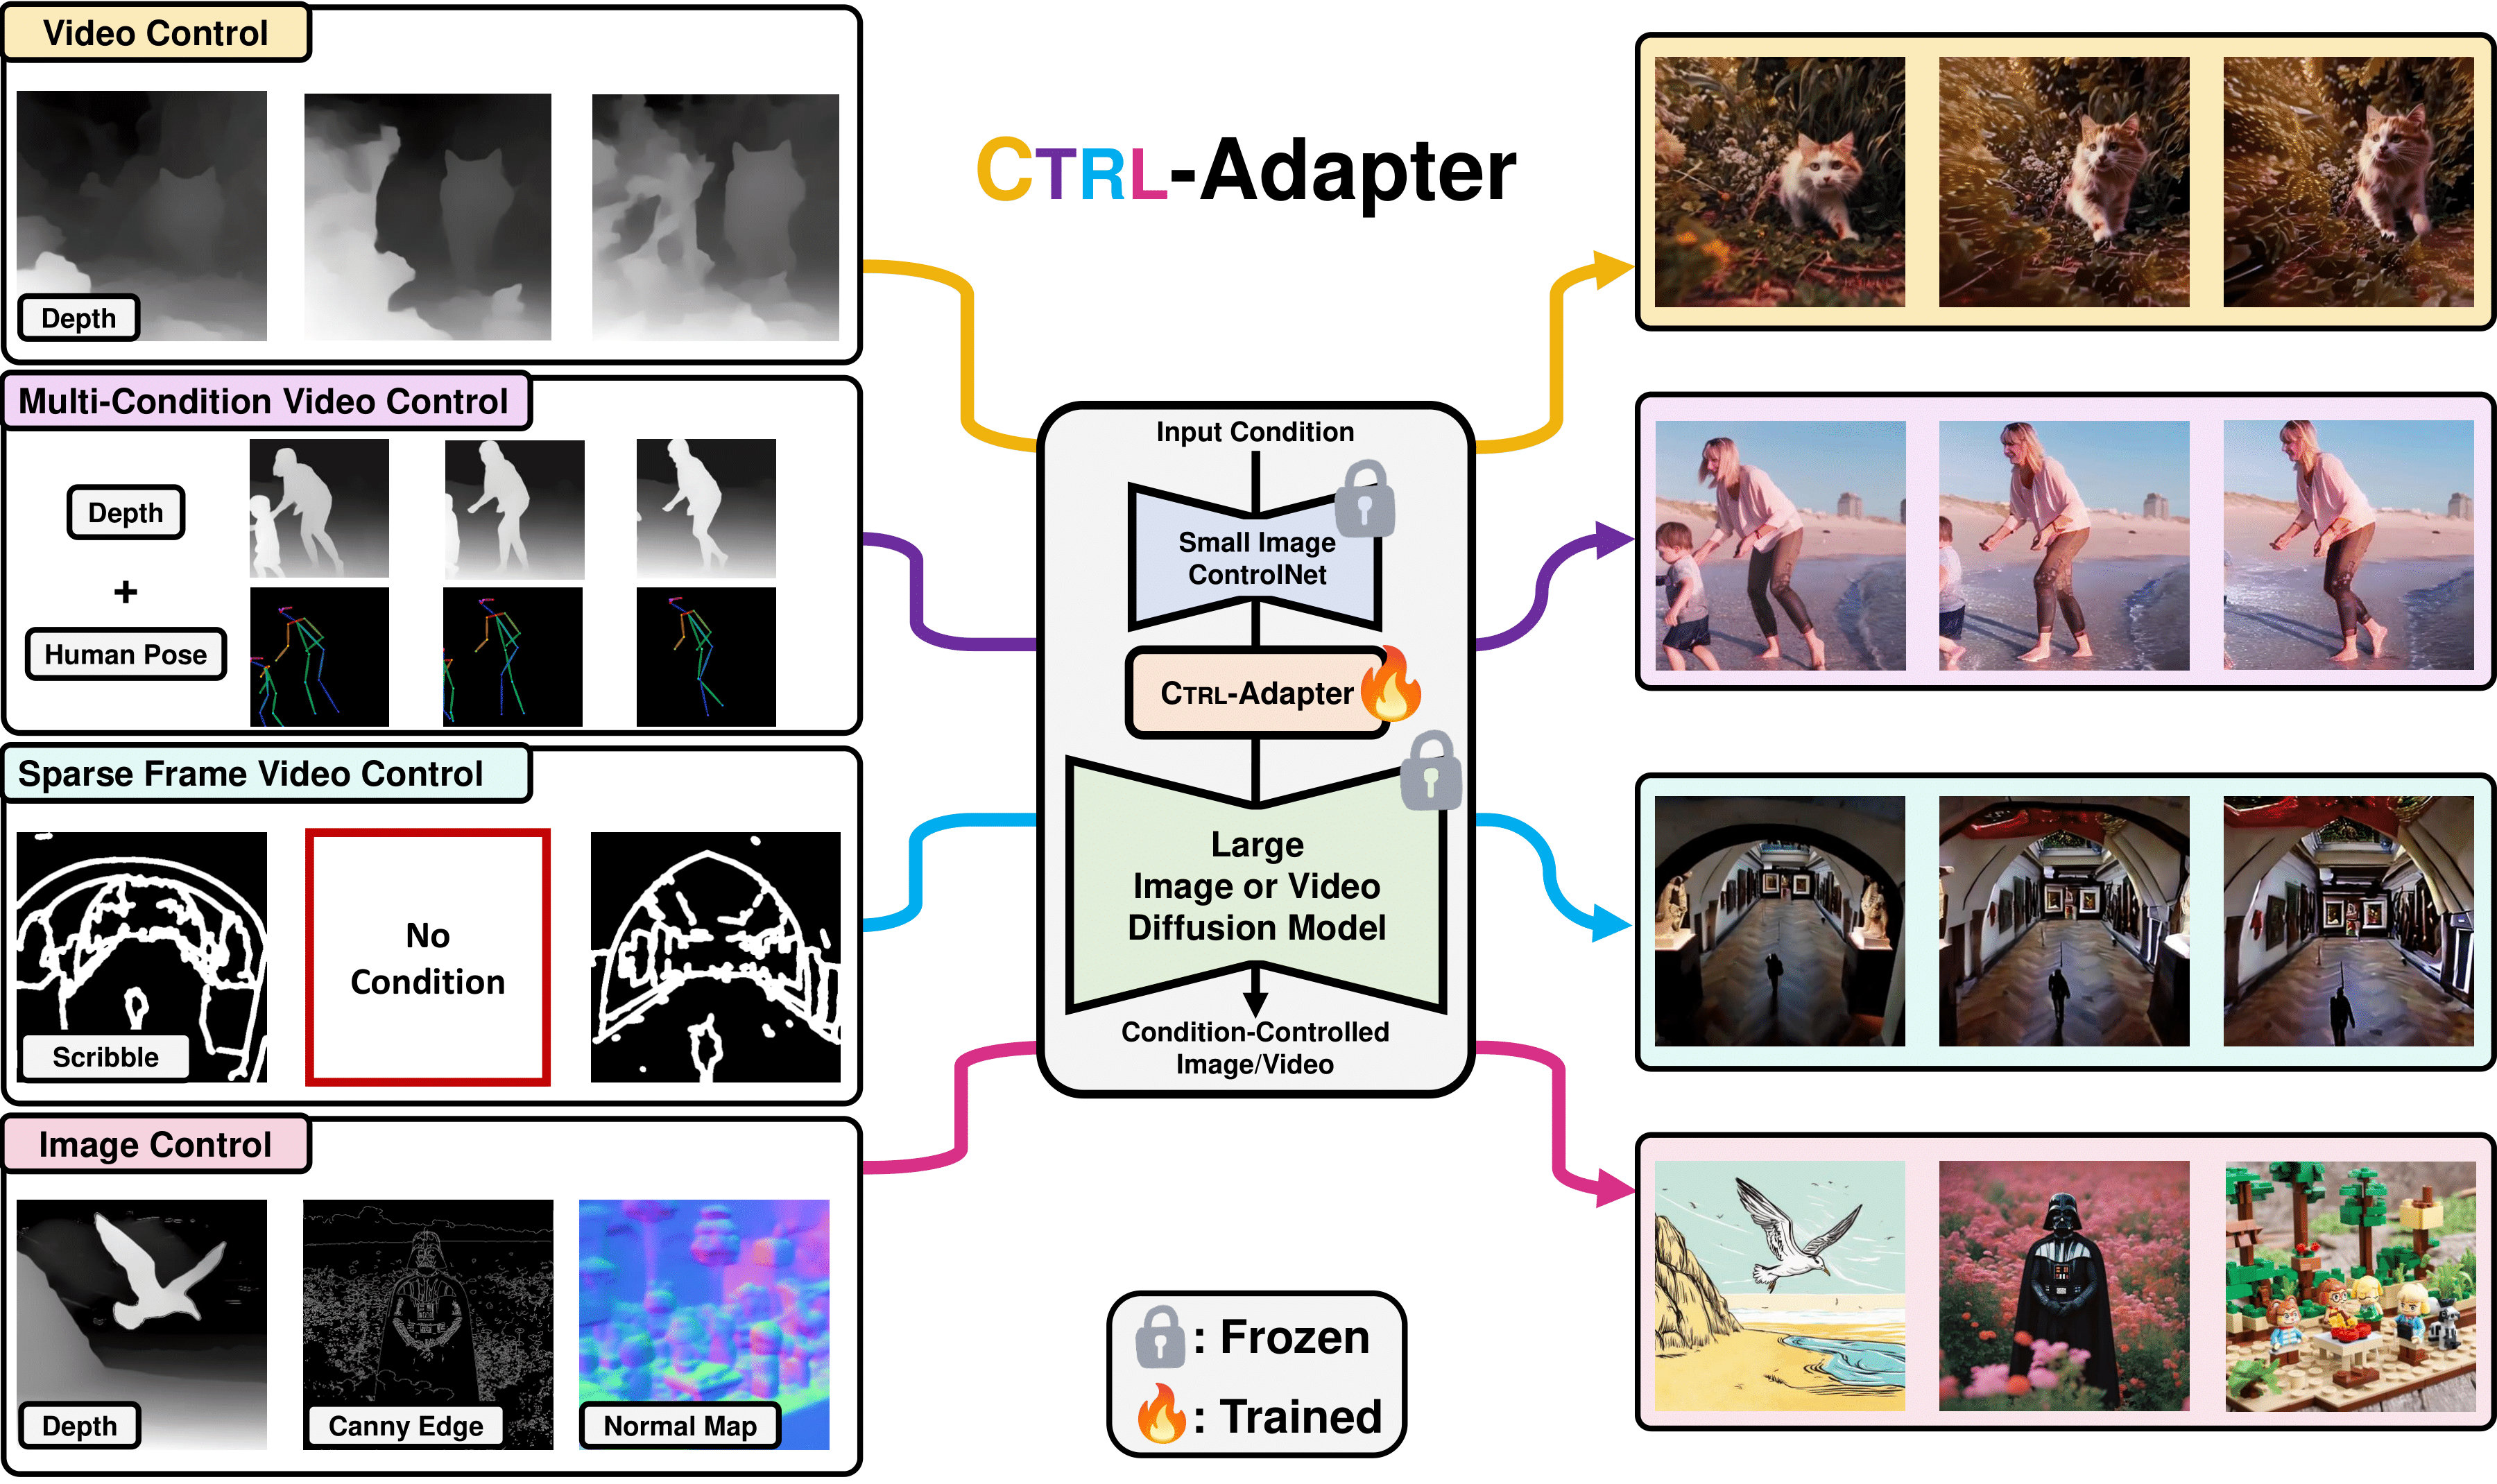 Video Control
Depth
CTRL-Adapter
Multi-Condition Video Control
Depth
+
Human Pose
Sparse Frame Video Control
Scribble
No
Condition
Image Control
Depth
Canny Edge
Normal Map
Input Condition
Small Image
ControlNet
CTRL-Adapter
Large
Image or Video
Diffusion Model
Condition-Controlled
Image/Video
: Frozen
: Trained